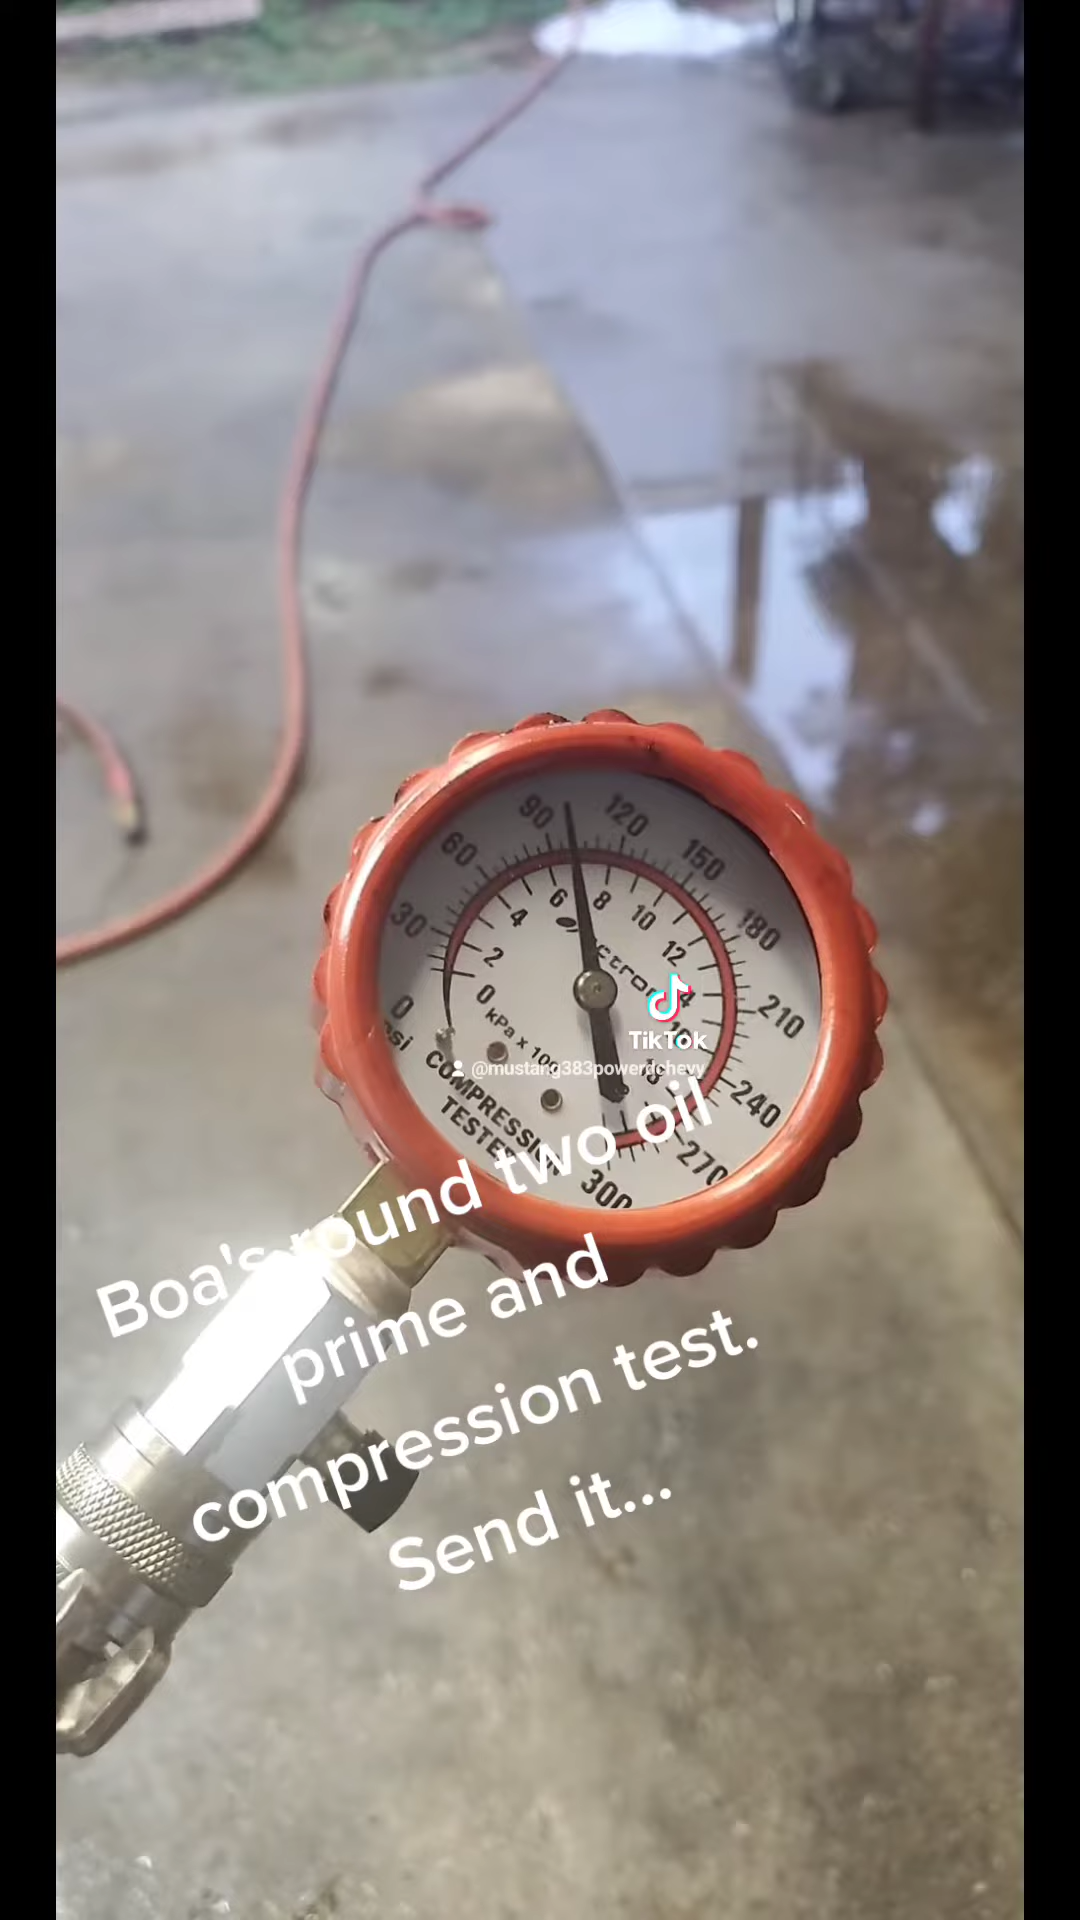 90
120
60
150
30
180
6
8
10
4
12
2
0
0
210
kPa x 100
TikTok
@mustang383powerdchevy
COMPRESSION
TESTER
240
270
300
Boa's round two oil
prime and
compression test.
Send it...